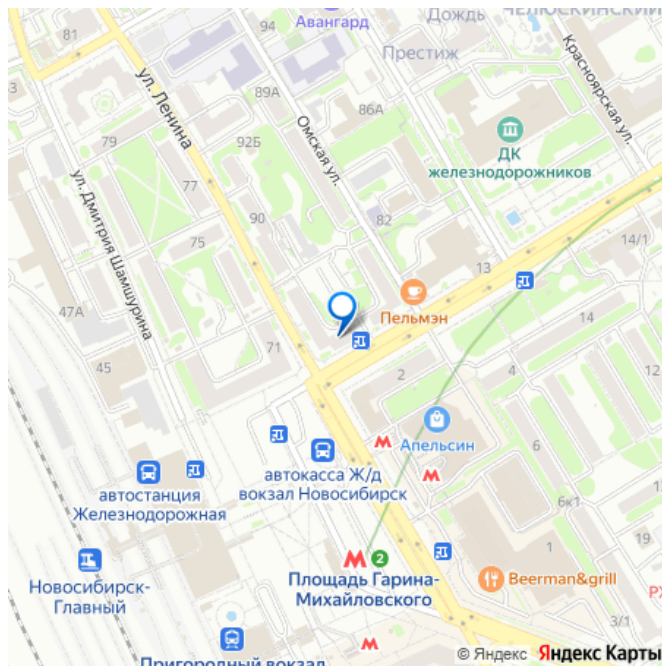 81
94
Авангард
Дождь
ЧЕЛЮСКИНСКИЙ
Престиж
Красноярская ул.
ул. Ленина
89А
86А
3
79
92Б
Омская ул.
ДК
железнодорожников
77
ул. Дмитрия Шамшурина
90
82
75
14/1
13
47А
Пельмэн
71
14
45
2
4
12
Апельсин
6
автокасса Ж/д
вокзал Новосибирск
автостанция
Железнодорожная
6к1
2
1
Новосибирск-
Главный
Площадь Гарина-
Михайловского
Beerman&grill
3/1
Пригородный вокзал
© Яндекс Яндекс Карты